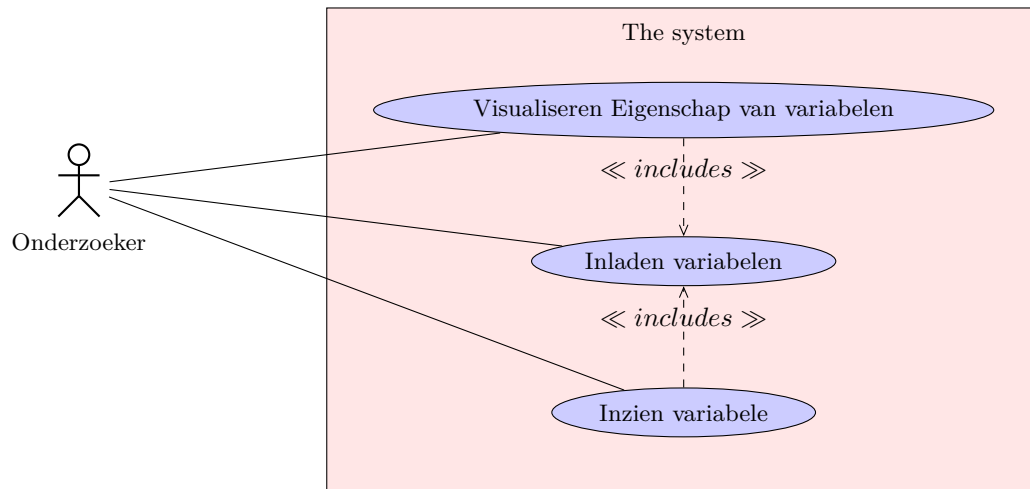 The system
Visualiseren Eigenschap van variabelen
≪ includes ≫
Onderzoeker
Inladen variabelen
≪ includes ≫
Inzien variabele